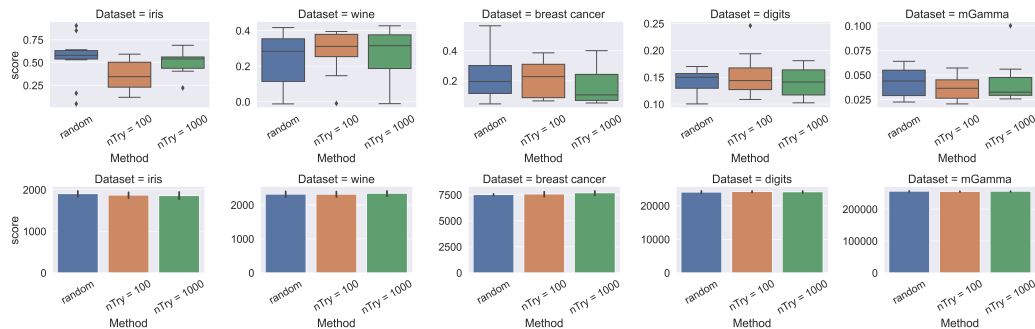 Dataset = iris
Dataset = wine
Dataset = breast cancer
Dataset = digits
Dataset = mGamma
score
0.75
0.50
0.25
0.4
0.2
0.0
0.4
0.2
0.25
0.20
0.15
0.10
0.100
0.075
0.050
0.025
random
nTry = 100
nTry = 1000
random
nTry = 100
nTry = 1000
random
nTry = 100
nTry = 1000
random
nTry = 100
nTry = 1000
random
nTry = 100
nTry = 1000
Method
Method
Method
Method
Method
Dataset = iris
Dataset = wine
Dataset = breast cancer
Dataset = digits
Dataset = mGamma
score
2000
1000
0
2000
1000
0
7500
5000
2500
0
20000
10000
0
200000
100000
0
random
nTry = 100
nTry = 1000
random
nTry = 100
nTry = 1000
random
nTry = 100
nTry = 1000
random
nTry = 100
nTry = 1000
random
nTry = 100
nTry = 1000
Method
Method
Method
Method
Method